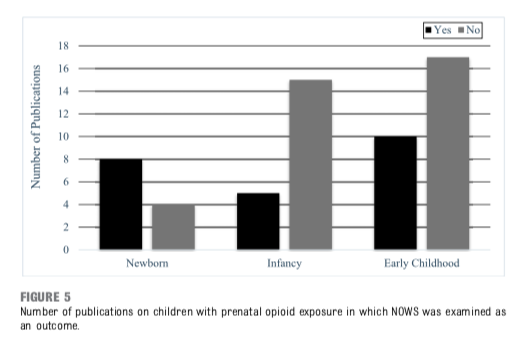 Yes No
18
16
14
12
10
8
6
4
2
0
Number of Publications
Newborn Infancy Early Childhood
FIGURE 5
Number of publications on children with prenatal opioid exposure in which NOWS was examined as
an outcome.